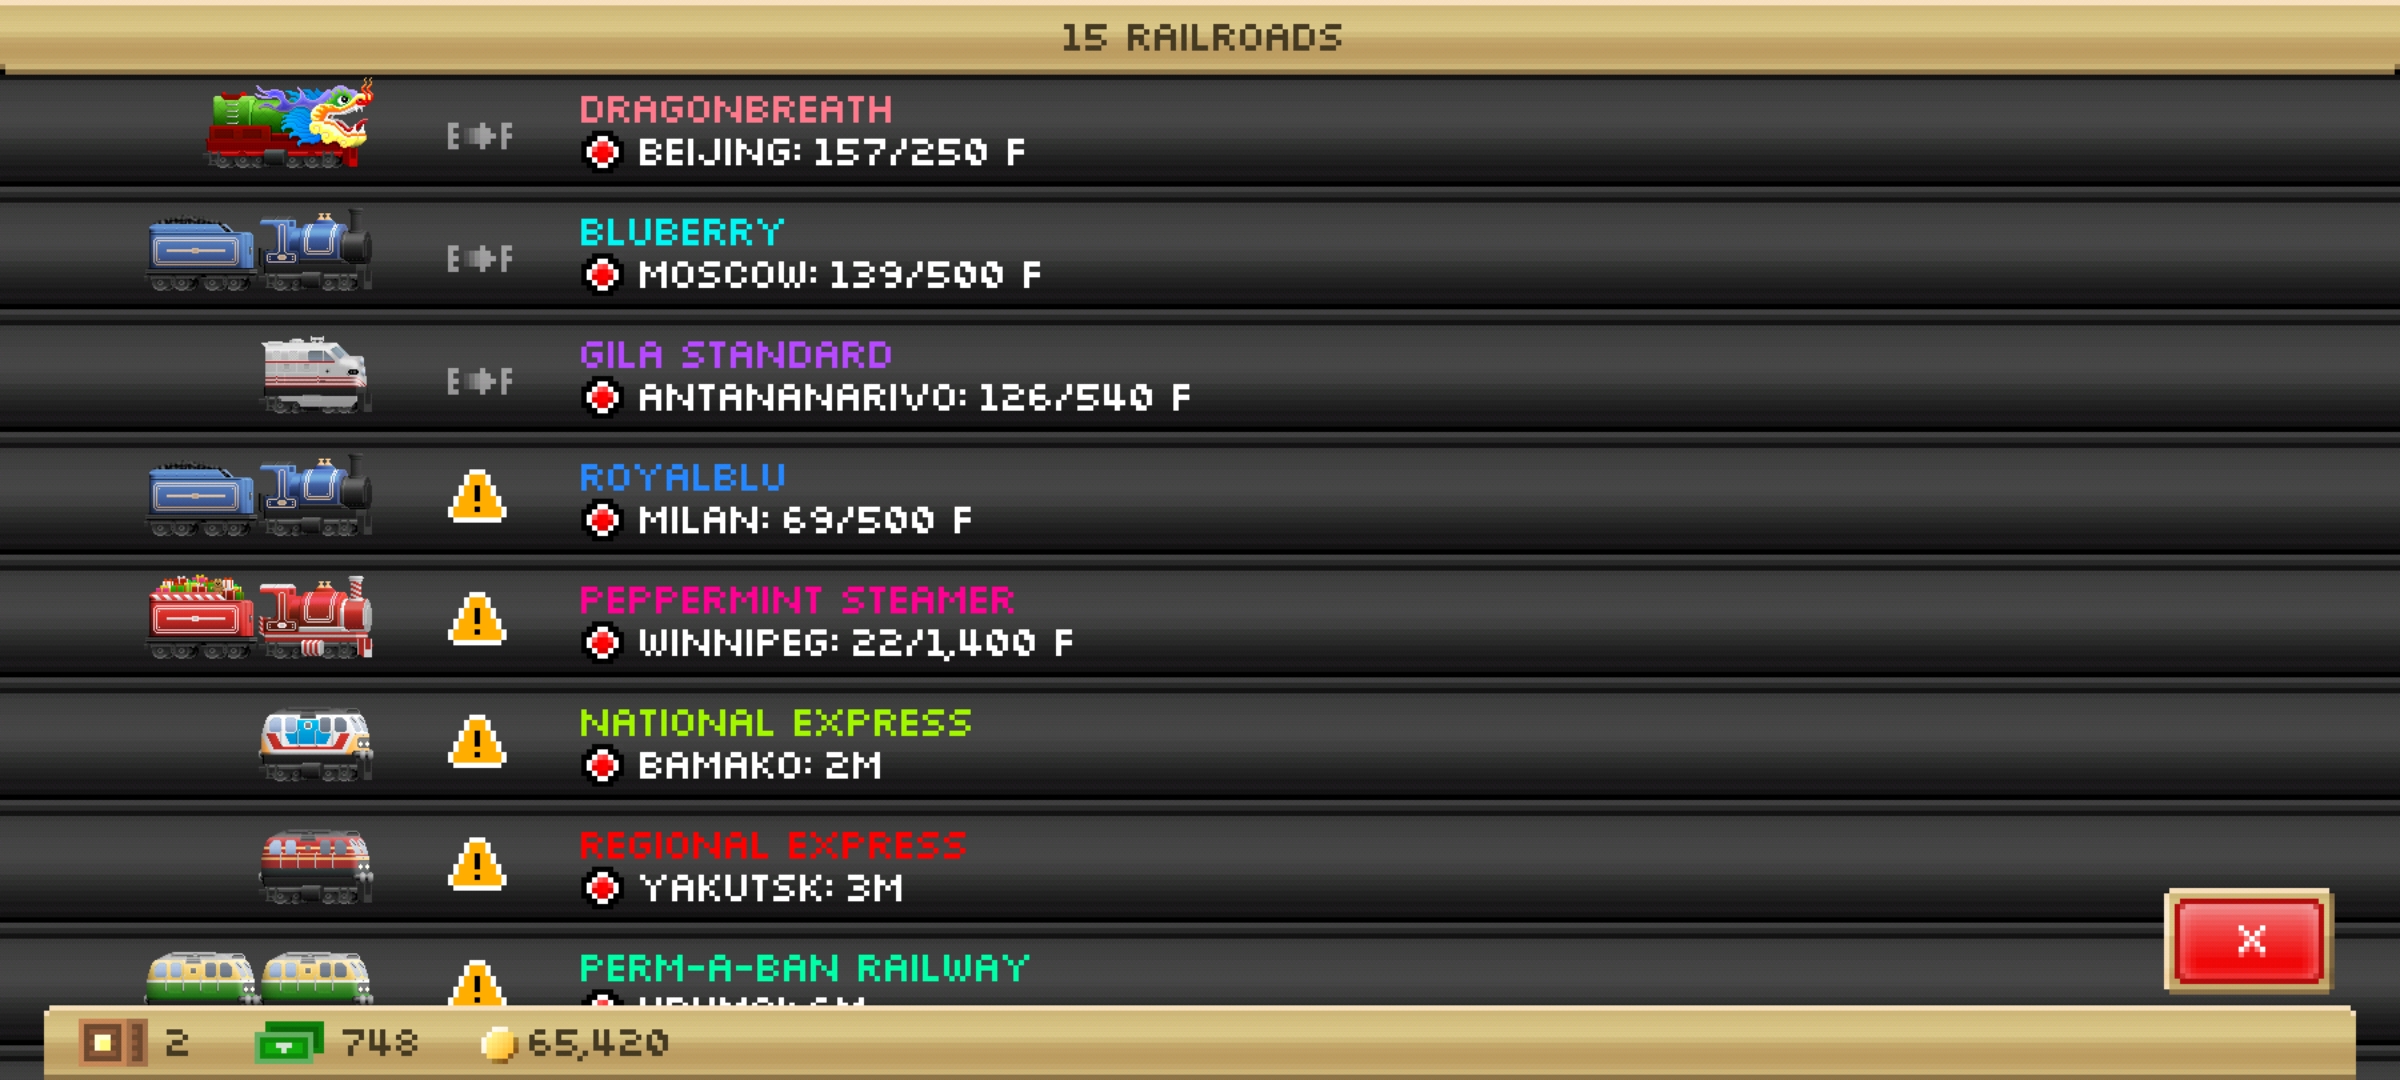 15 RAILROADS
E F
DRAGONBREATH
BEIJING: 157/250 F
E F
BLUBERRY
MOSCOW: 139/500 F
E F
GILA STANDARD
ANTANANARIVO: 126/540 F
ROYALBLU
MILAN: 69/500 F
PEPPERMINT STEAMER
WINNIPEG: 22/1,400 F
NATIONAL EXPRESS
BAMAKO: 2M
REGIONAL EXPRESS
YAKUTSK: 3M
X
PERM-A-BAN RAILWAY
2 748 65,420